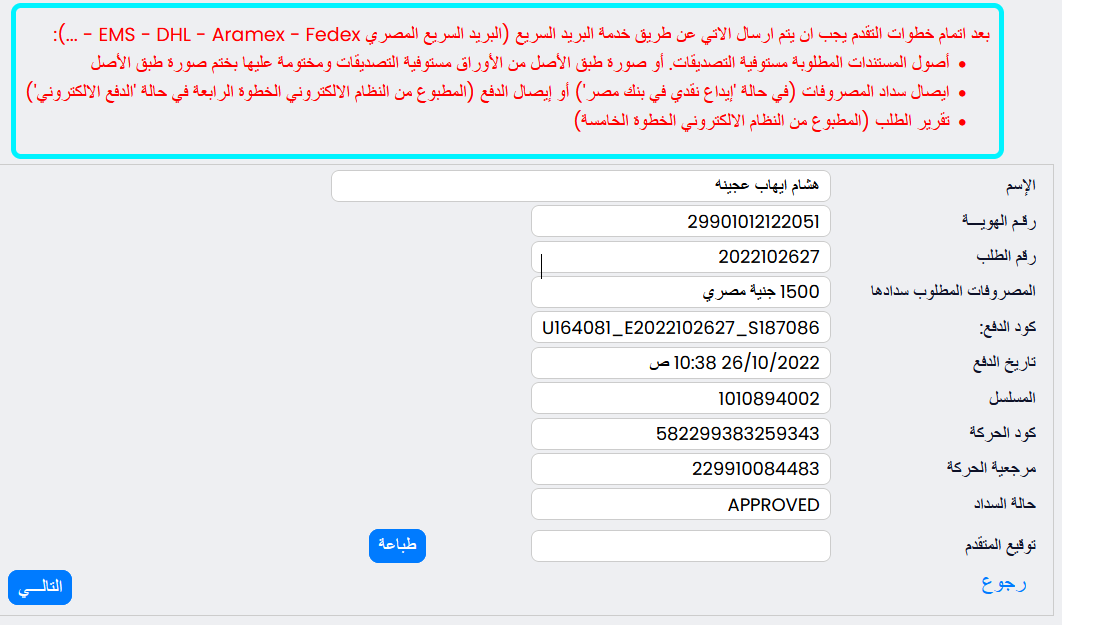 بعد اتمام خطوات التقدم يجب ان يتم ارسال الاتي عن طريق خدمة البريد السريع (البريد السريع المصري EMS - DHL - Aramex - Fedex - ...):
• أصول المستندات المطلوبة مستوفية التصديقات. أو صورة طبق الأصل من الأوراق مستوفية التصديقات ومختومة عليها بختم صورة طبق الأصل
• ايصال سداد المصروفات (في حالة 'إيداع نقدي في بنك مصر') أو إيصال الدفع (المطبوع من النظام الالكتروني الخطوة الرابعة في حالة 'الدفع الالكتروني')
• تقرير الطلب (المطبوع من النظام الالكتروني الخطوة الخامسة)
الإسم هشام ايهاب عجينه
رقـم الهويـــة 29901012122051
رقم الطلب 2022102627
المصروفات المطلوب سدادها 1500 جنية مصري
كود الدفع: U164081_E2022102627_S187086
تاريخ الدفع 26/10/2022 10:38 ص
المسلسل 1010894002
كود الحركة 582299383259343
مرجعية الحركة 229910084483
حالة السداد APPROVED
توقيع المتقدم
طباعة
رجوع
التالـــي